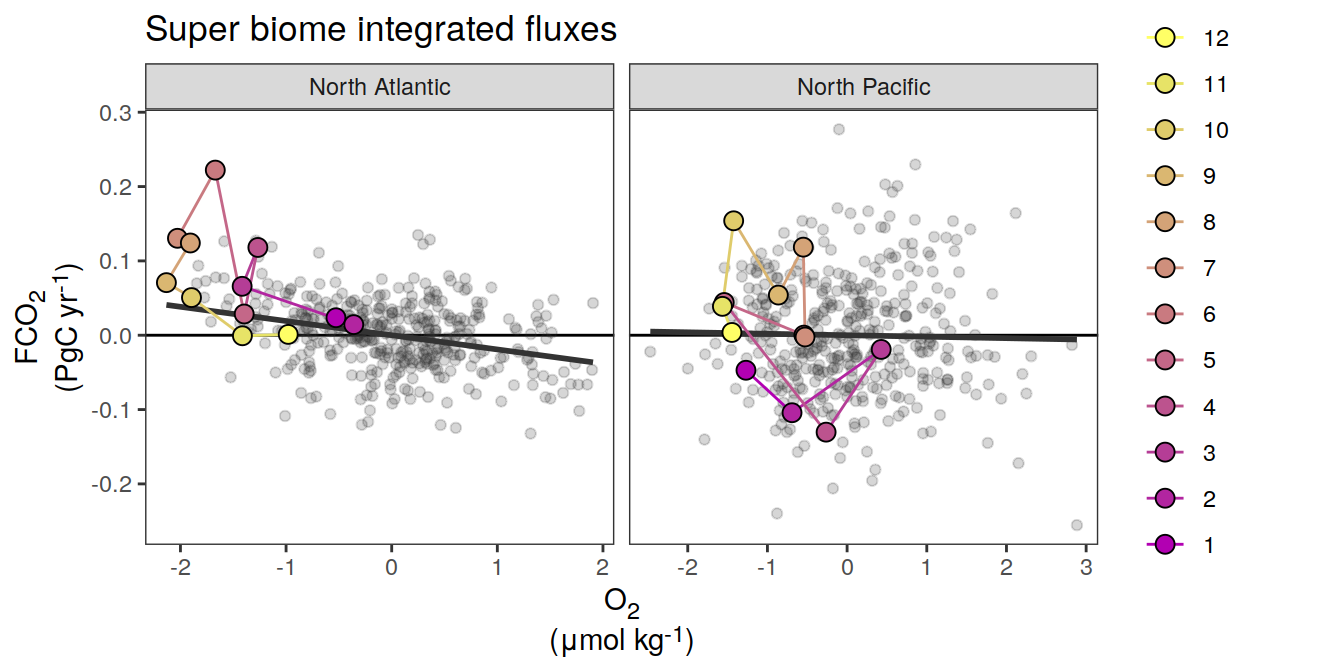 Super biome integrated fluxes
North Atlantic
North Pacific
0.3
0.2
0.1
0.0
-0.1
-0.2
FCO2
(PgC yr-1)
-2 -1 0 1 2
-2 -1 0 1 2 3
O2
(µmol kg-1)
12
11
10
9
8
7
6
5
4
3
2
1